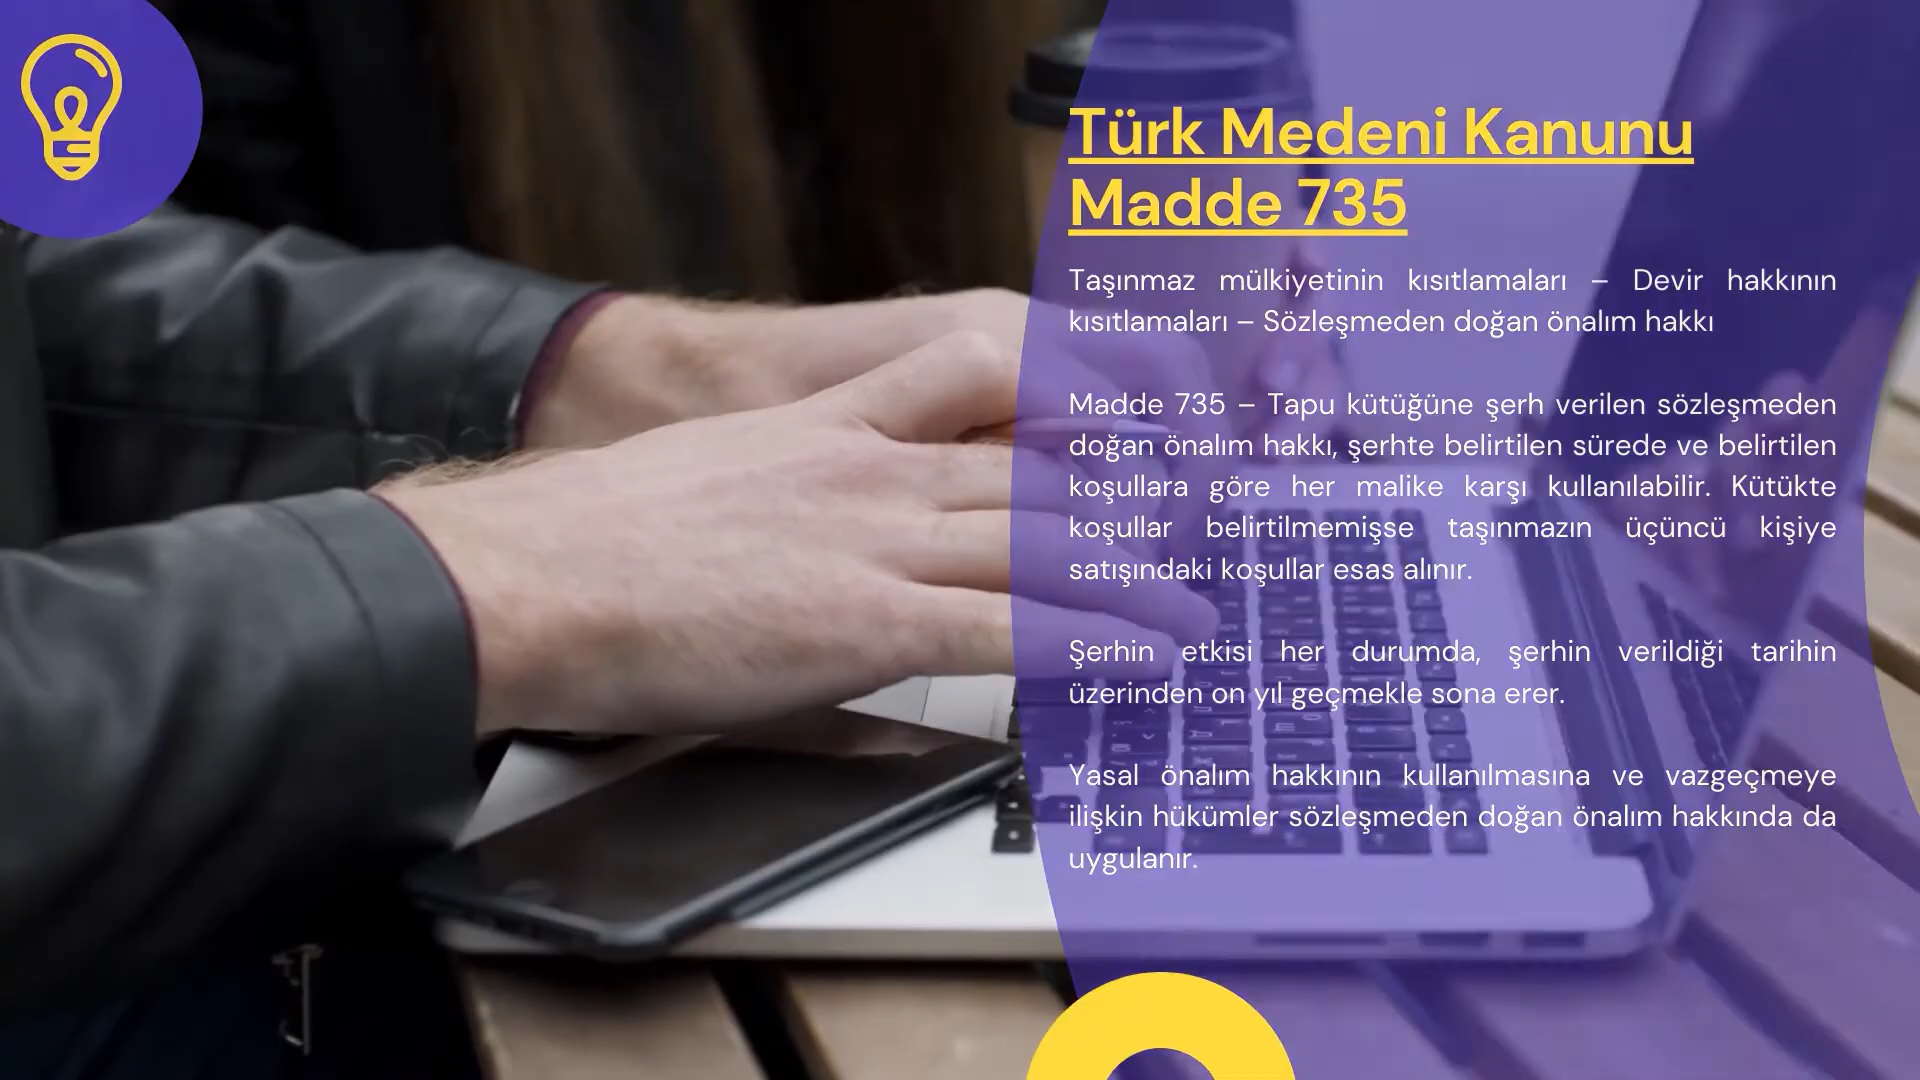 Türk Medeni Kanunu
Madde 735
Taşınmaz mülkiyetinin kısıtlamaları – Devir hakkının
kısıtlamaları – Sözleşmeden doğan önalım hakkı
Madde 735 – Tapu kütüğüne şerh verilen sözleşmeden
doğan önalım hakkı, şerhte belirtilen sürede ve belirtilen
koşullara göre her malike karşı kullanılabilir. Kütükte
koşullar belirtilmemişse taşınmazın üçüncü kişiye
satışındaki koşullar esas alınır.
Şerhin etkisi her durumda, şerhin verildiği tarihin
üzerinden on yıl geçmekle sona erer.
Yasal önalım hakkının kullanılmasına ve vazgeçmeye
ilişkin hükümler sözleşmeden doğan önalım hakkında da
uygulanır.